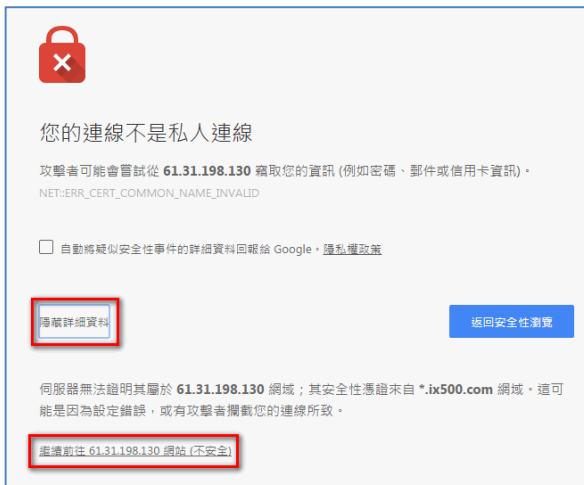 您的連線不是私人連線
攻擊者可能會嘗試從 61.31.198.130 竊取您的資訊 (例如密碼、郵件或信用卡資訊)。
NET::ERR_CERT_COMMON_NAME_INVALID
自動將疑似安全性事件的詳細資料回報給 Google。隱私權政策
隱藏詳細資料
返回安全性瀏覽
伺服器無法證明其屬於 61.31.198.130 網域；其安全性憑證來自 *.ix500.com 網域。這可
能是因為設定錯誤，或有攻擊者攔截您的連線所致。
繼續前往 61.31.198.130 網站 (不安全)